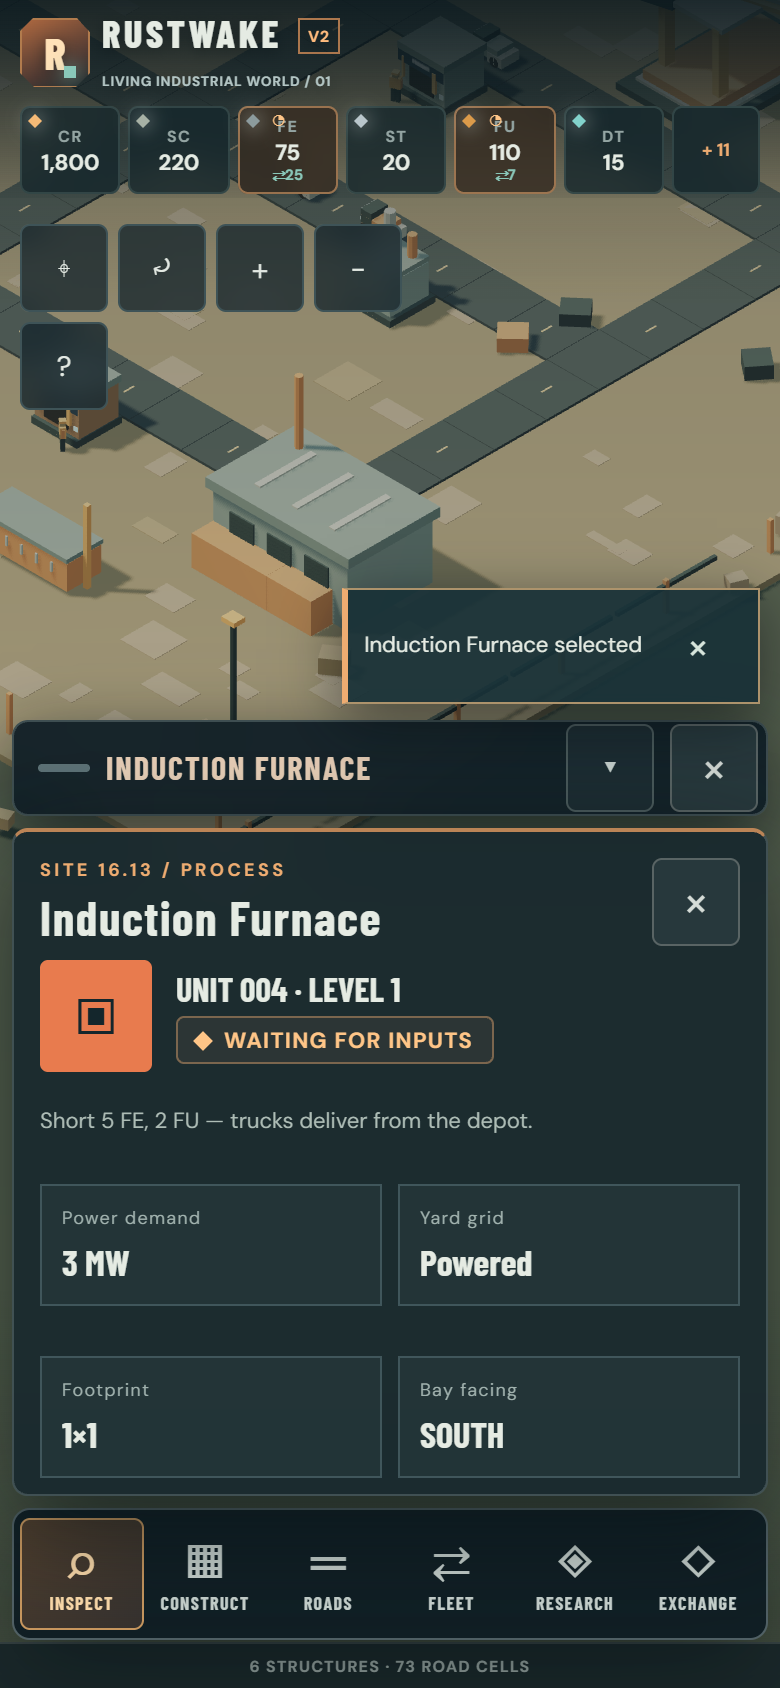 R
RUSTWAKE V2
LIVING INDUSTRIAL WORLD / 01
CR
1,800
SC
220
FE
75
⇄25
ST
20
FU
110
⇄7
DT
15
+ 11
+
−
?
Induction Furnace selected ×
INDUCTION FURNACE ▼ ×
SITE 16.13 / PROCESS
Induction Furnace ×
UNIT 004 · LEVEL 1
◆ WAITING FOR INPUTS
Short 5 FE, 2 FU — trucks deliver from the depot.
Power demand
3 MW
Yard grid
Powered
Footprint
1×1
Bay facing
SOUTH
INSPECT
CONSTRUCT
ROADS
FLEET
RESEARCH
EXCHANGE
6 STRUCTURES · 73 ROAD CELLS